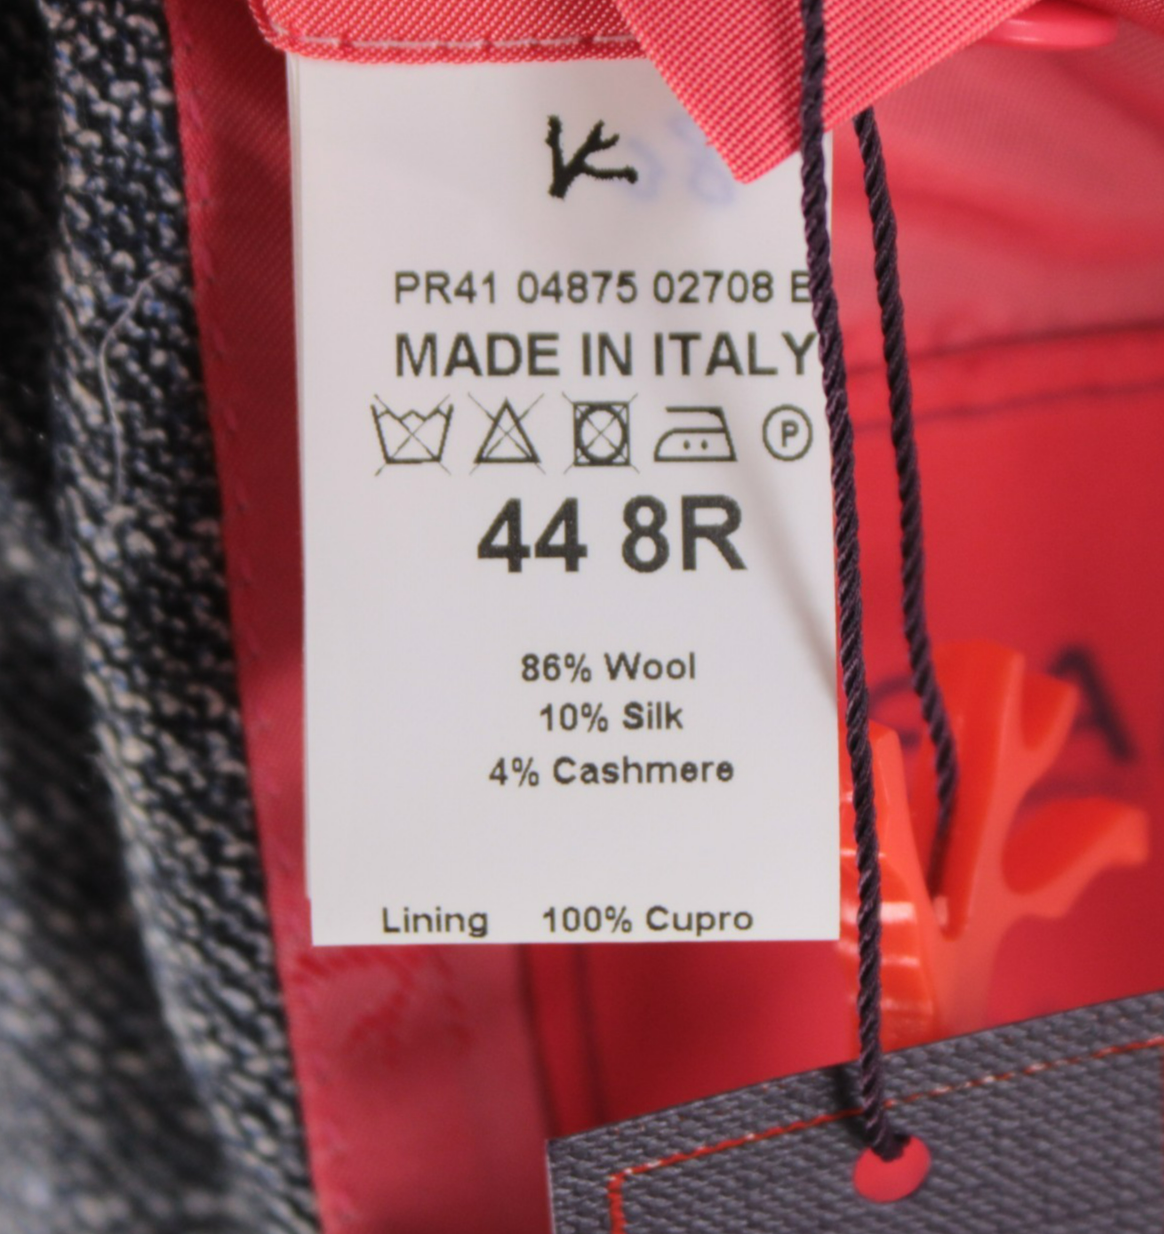 PR41 04875 02708 E
MADE IN ITALY
P
44 8R
86% Wool
10% Silk
4% Cashmere
Lining 100% Cupro